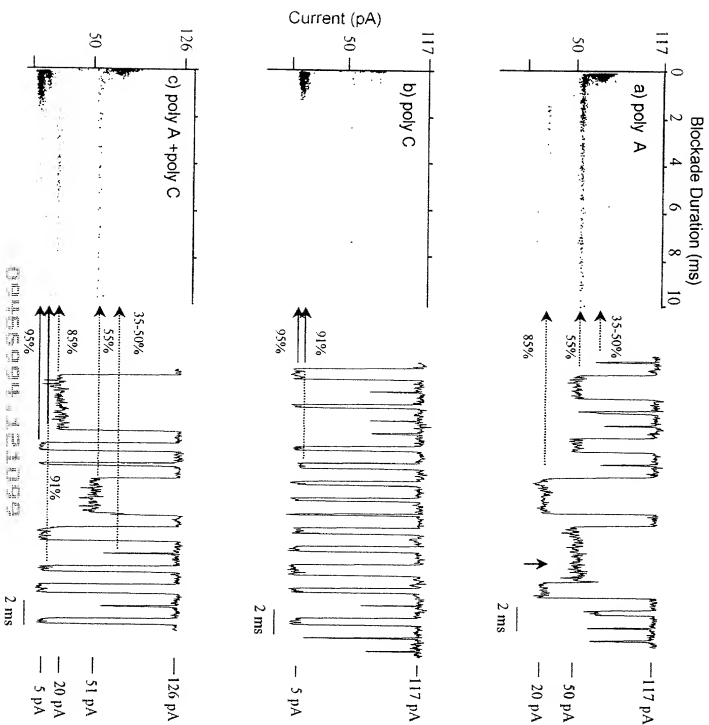 Current (pA)
Blockade Duration (ms)
a) poly A
117
50
0
2
4
6
8
10
35-50%
55%
85%
2 ms
117 pA
50 pA
20 pA
b) poly C
117
50
91%
95%
2 ms
117 pA
5 pA
c) poly A +poly C
126
50
35-50%
55%
85%
91%
95%
2 ms
126 pA
51 pA
20 pA
5 pA